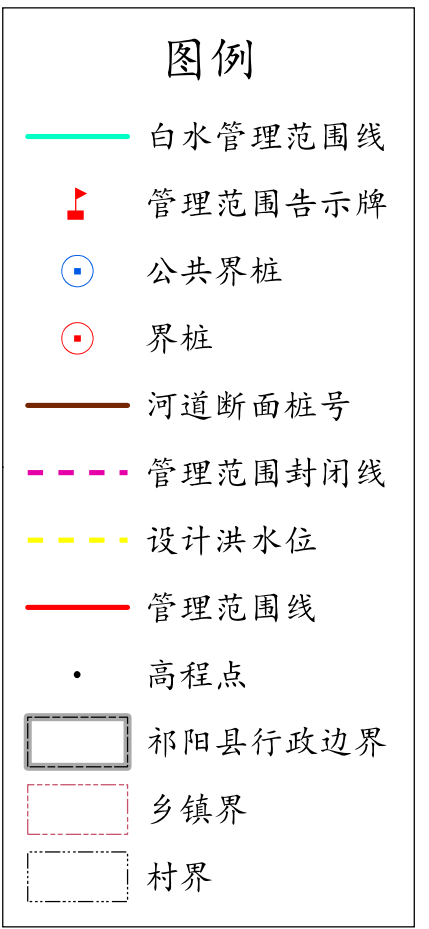 图例
白水管理范围线
管理范围告示牌
公共界桩
界桩
河道断面桩号
管理范围封闭线
设计洪水位
管理范围线
高程点
祁阳县行政边界
乡镇界
村界